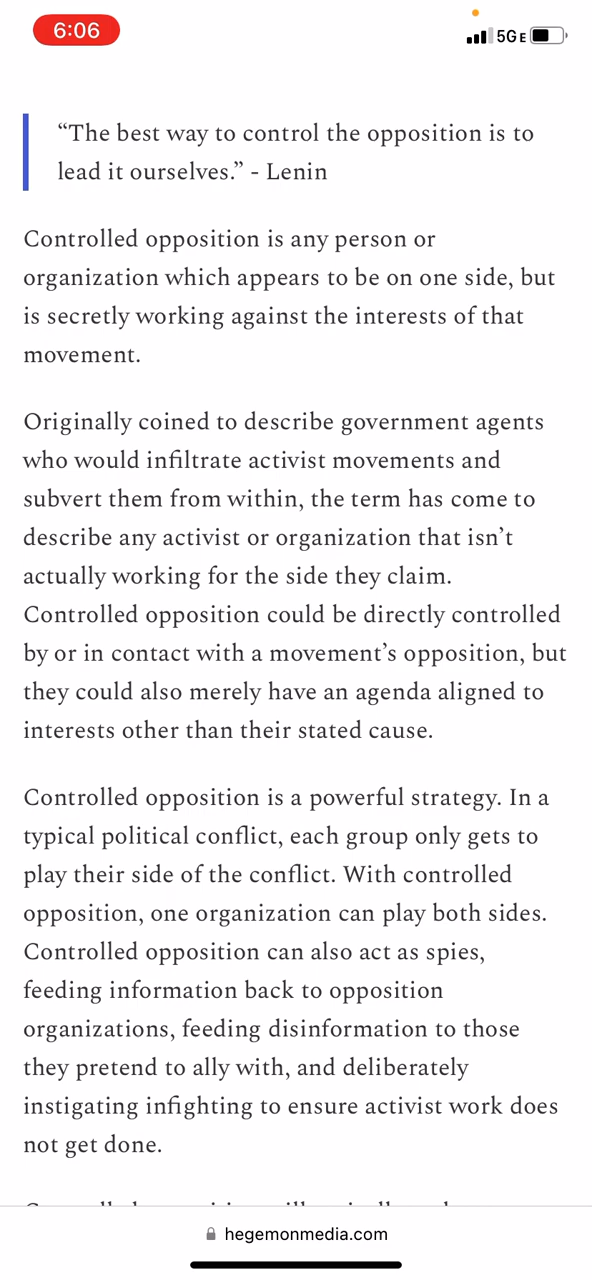 6:06
5GE
“The best way to control the opposition is to
lead it ourselves.” - Lenin
Controlled opposition is any person or
organization which appears to be on one side, but
is secretly working against the interests of that
movement.
Originally coined to describe government agents
who would infiltrate activist movements and
subvert them from within, the term has come to
describe any activist or organization that isn’t
actually working for the side they claim.
Controlled opposition could be directly controlled
by or in contact with a movement’s opposition, but
they could also merely have an agenda aligned to
interests other than their stated cause.
Controlled opposition is a powerful strategy. In a
typical political conflict, each group only gets to
play their side of the conflict. With controlled
opposition, one organization can play both sides.
Controlled opposition can also act as spies,
feeding information back to opposition
organizations, feeding disinformation to those
they pretend to ally with, and deliberately
instigating infighting to ensure activist work does
not get done.
hegemonmedia.com